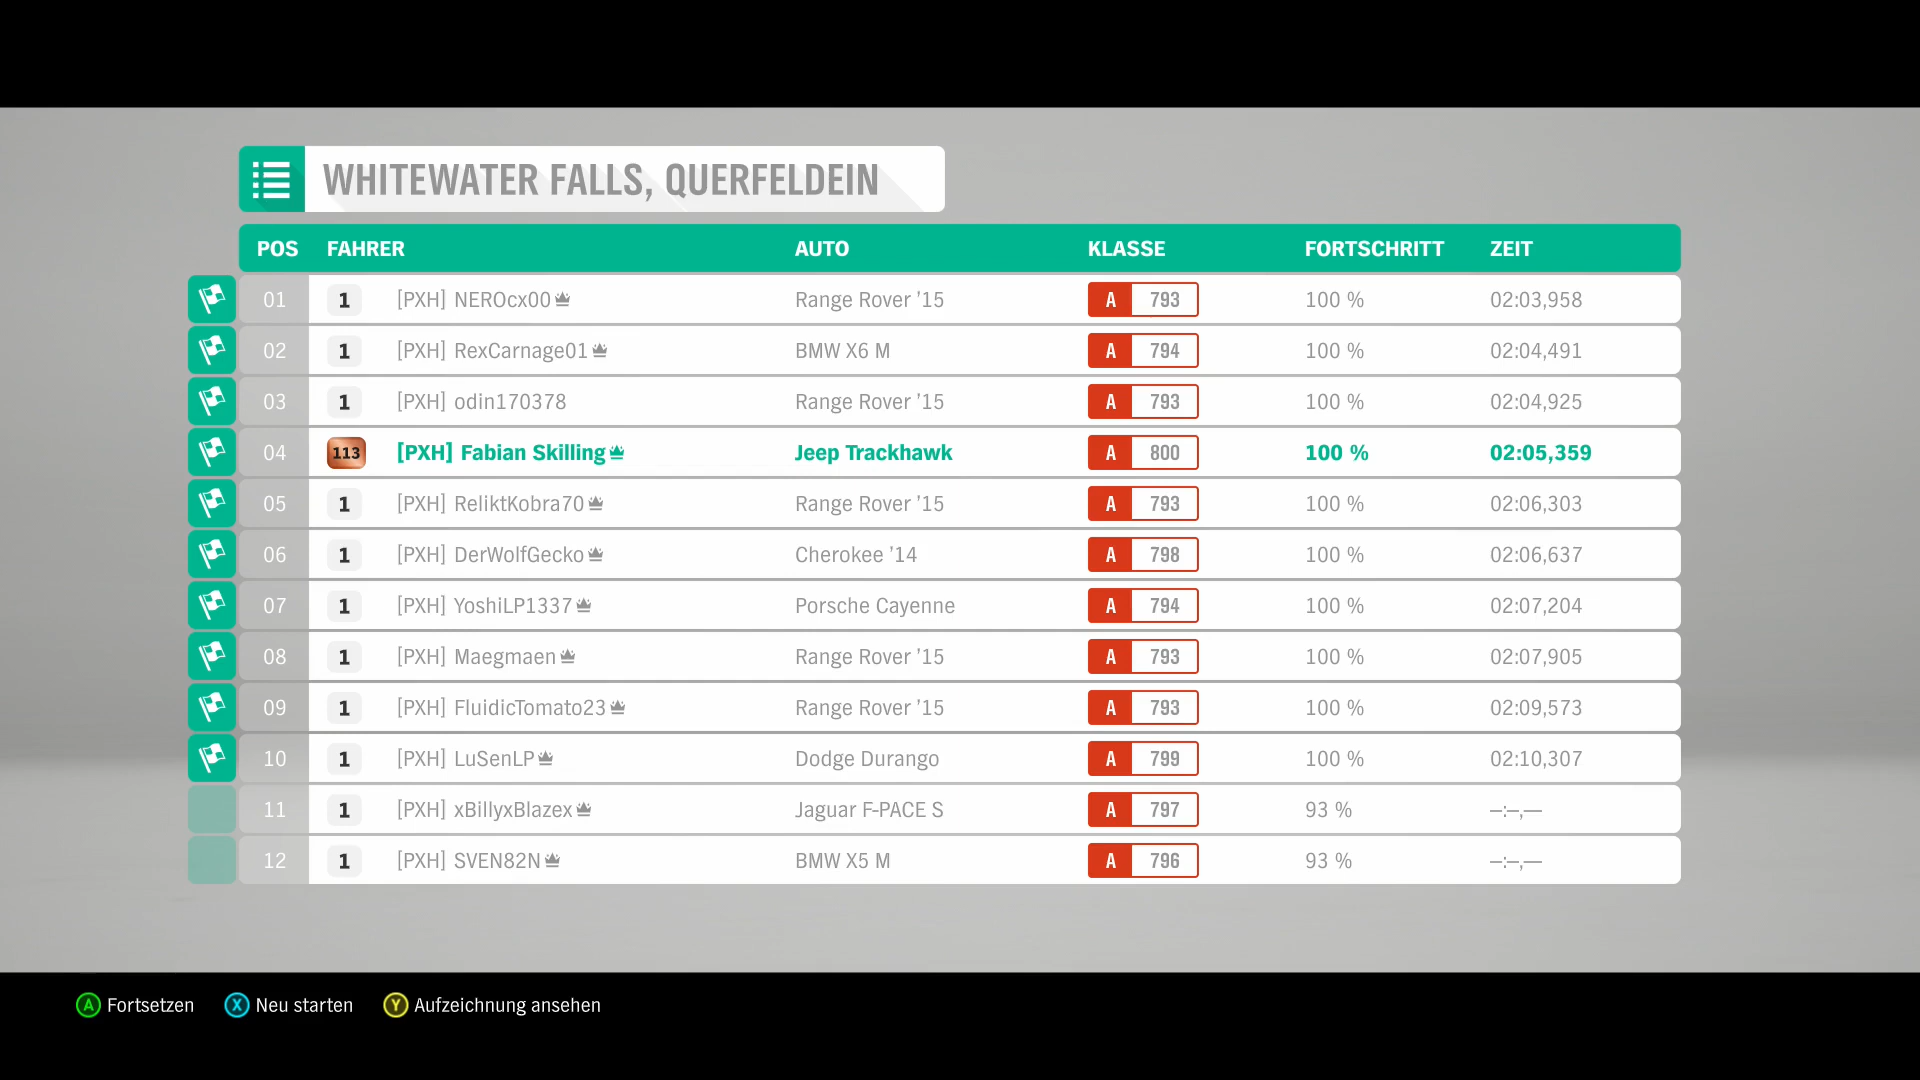 WHITEWATER FALLS, QUERFELDEIN
POS FAHRER AUTO KLASSE FORTSCHRITT ZEIT
01 1 [PXH] NEROcx00 Range Rover ’15 A 793 100 % 02:03,958
02 1 [PXH] RexCarnage01 BMW X6 M A 794 100 % 02:04,491
03 1 [PXH] odin170378 Range Rover ’15 A 793 100 % 02:04,925
04 113 [PXH] Fabian Skilling Jeep Trackhawk A 800 100 % 02:05,359
05 1 [PXH] ReliktKobra70 Range Rover ’15 A 793 100 % 02:06,303
06 1 [PXH] DerWolfGecko Cherokee ’14 A 798 100 % 02:06,637
07 1 [PXH] YoshiLP1337 Porsche Cayenne A 794 100 % 02:07,204
08 1 [PXH] Maegmaen Range Rover ’15 A 793 100 % 02:07,905
09 1 [PXH] FluidicTomato23 Range Rover ’15 A 793 100 % 02:09,573
10 1 [PXH] LuSenLP Dodge Durango A 799 100 % 02:10,307
11 1 [PXH] xBillyxBlazex Jaguar F-PACE S A 797 93 % –:–,––
12 1 [PXH] SVEN82N BMW X5 M A 796 93 % –:–,––
A Fortsetzen X Neu starten Y Aufzeichnung ansehen